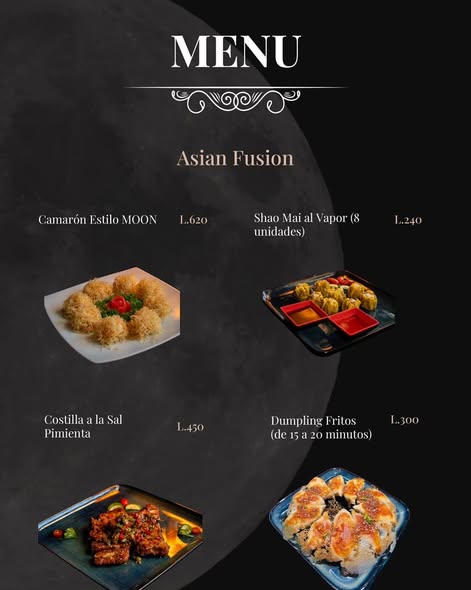 MENU
Asian Fusion
Camarón Estilo MOON L.620
Shao Mai al Vapor (8
unidades) L.240
Costilla a la Sal
Pimienta L.450
Dumpling Fritos
(de 15 a 20 minutos) L.300